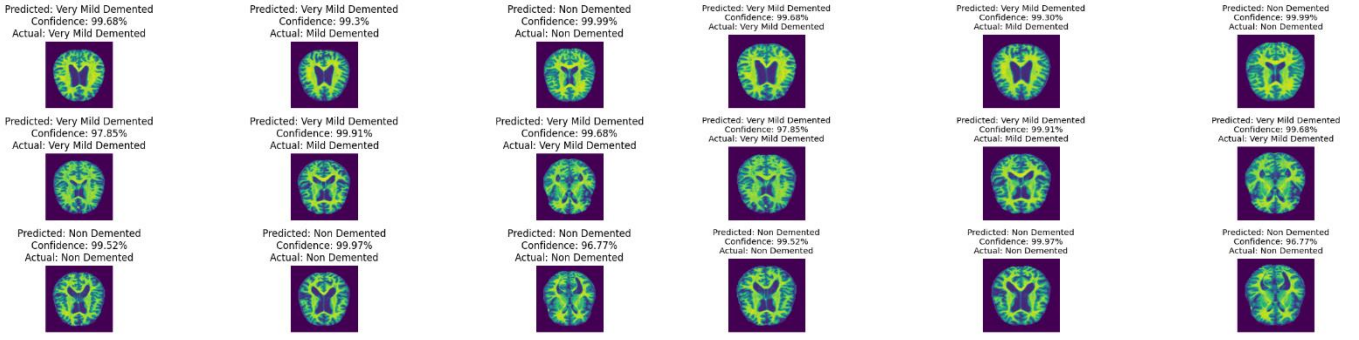 Predicted: Very Mild Demented
Confidence: 99.68%
Actual: Very Mild Demented
Predicted: Very Mild Demented
Confidence: 99.3%
Actual: Mild Demented
Predicted: Non Demented
Confidence: 99.99%
Actual: Non Demented
Predicted: Very Mild Demented
Confidence: 99.68%
Actual: Very Mild Demented
Predicted: Very Mild Demented
Confidence: 99.30%
Actual: Mild Demented
Predicted: Non Demented
Confidence: 99.99%
Actual: Non Demented
Predicted: Very Mild Demented
Confidence: 97.85%
Actual: Very Mild Demented
Predicted: Very Mild Demented
Confidence: 99.91%
Actual: Mild Demented
Predicted: Very Mild Demented
Confidence: 99.68%
Actual: Very Mild Demented
Predicted: Very Mild Demented
Confidence: 97.85%
Actual: Very Mild Demented
Predicted: Very Mild Demented
Confidence: 99.91%
Actual: Mild Demented
Predicted: Very Mild Demented
Confidence: 99.68%
Actual: Very Mild Demented
Predicted: Non Demented
Confidence: 99.52%
Actual: Non Demented
Predicted: Non Demented
Confidence: 99.97%
Actual: Non Demented
Predicted: Non Demented
Confidence: 96.77%
Actual: Non Demented
Predicted: Non Demented
Confidence: 99.52%
Actual: Non Demented
Predicted: Non Demented
Confidence: 99.97%
Actual: Non Demented
Predicted: Non Demented
Confidence: 96.77%
Actual: Non Demented